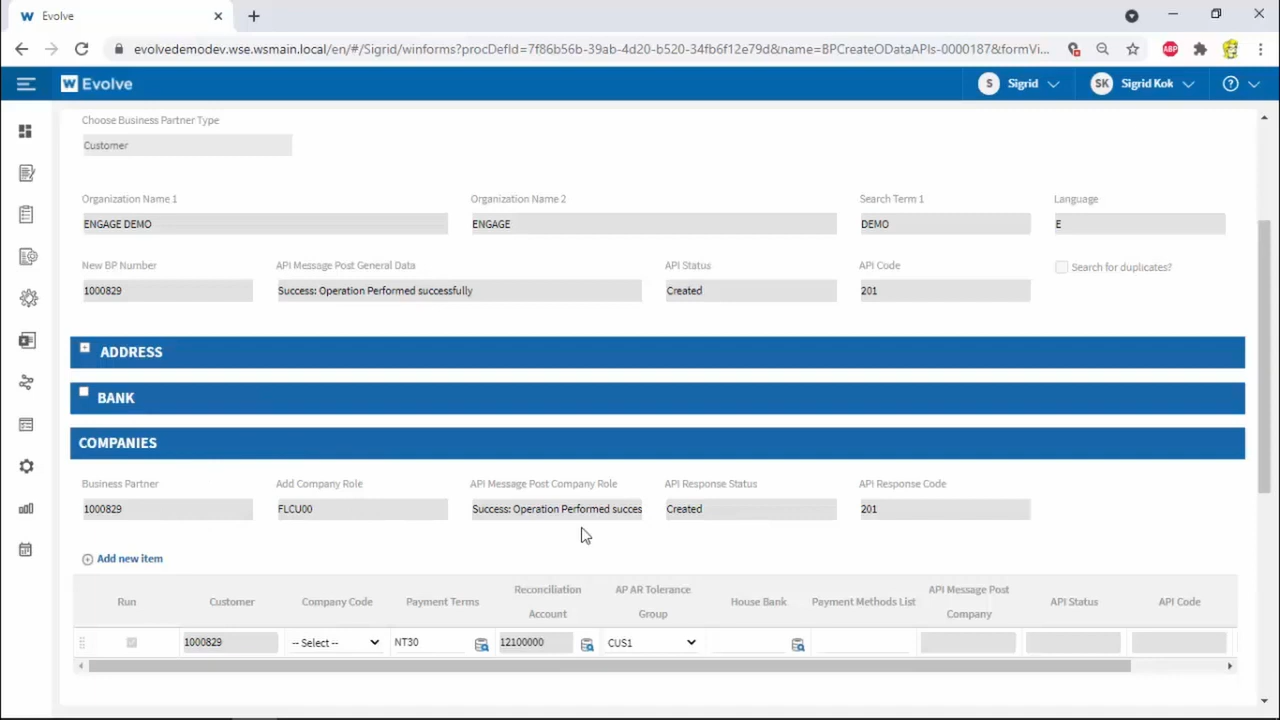 Evolve
evolvedemodev.wse.wsmain.local/en/#/Sigrid/winforms?procDefId=7f86b56b-39ab-4d20-b520-34fb6f12e79d&name=BPCreateODataAPIs-0000187&formVi...
ABP
W Evolve
S Sigrid
SK Sigrid Kok
Choose Business Partner Type
Customer
Organization Name 1 Organization Name 2 Search Term 1 Language
ENGAGE DEMO ENGAGE DEMO E
New BP Number API Message Post General Data API Status API Code Search for duplicates?
1000829 Success: Operation Performed successfully Created 201
ADDRESS
BANK
COMPANIES
Business Partner Add Company Role API Message Post Company Role API Response Status API Response Code
1000829 FLCU00 Success: Operation Performed succes Created 201
Add new item
Run Customer Company Code Payment Terms Reconciliation Account AP AR Tolerance Group House Bank Payment Methods List API Message Post Company API Status API Code
1000829 -- Select -- NT30 12100000 CUS1